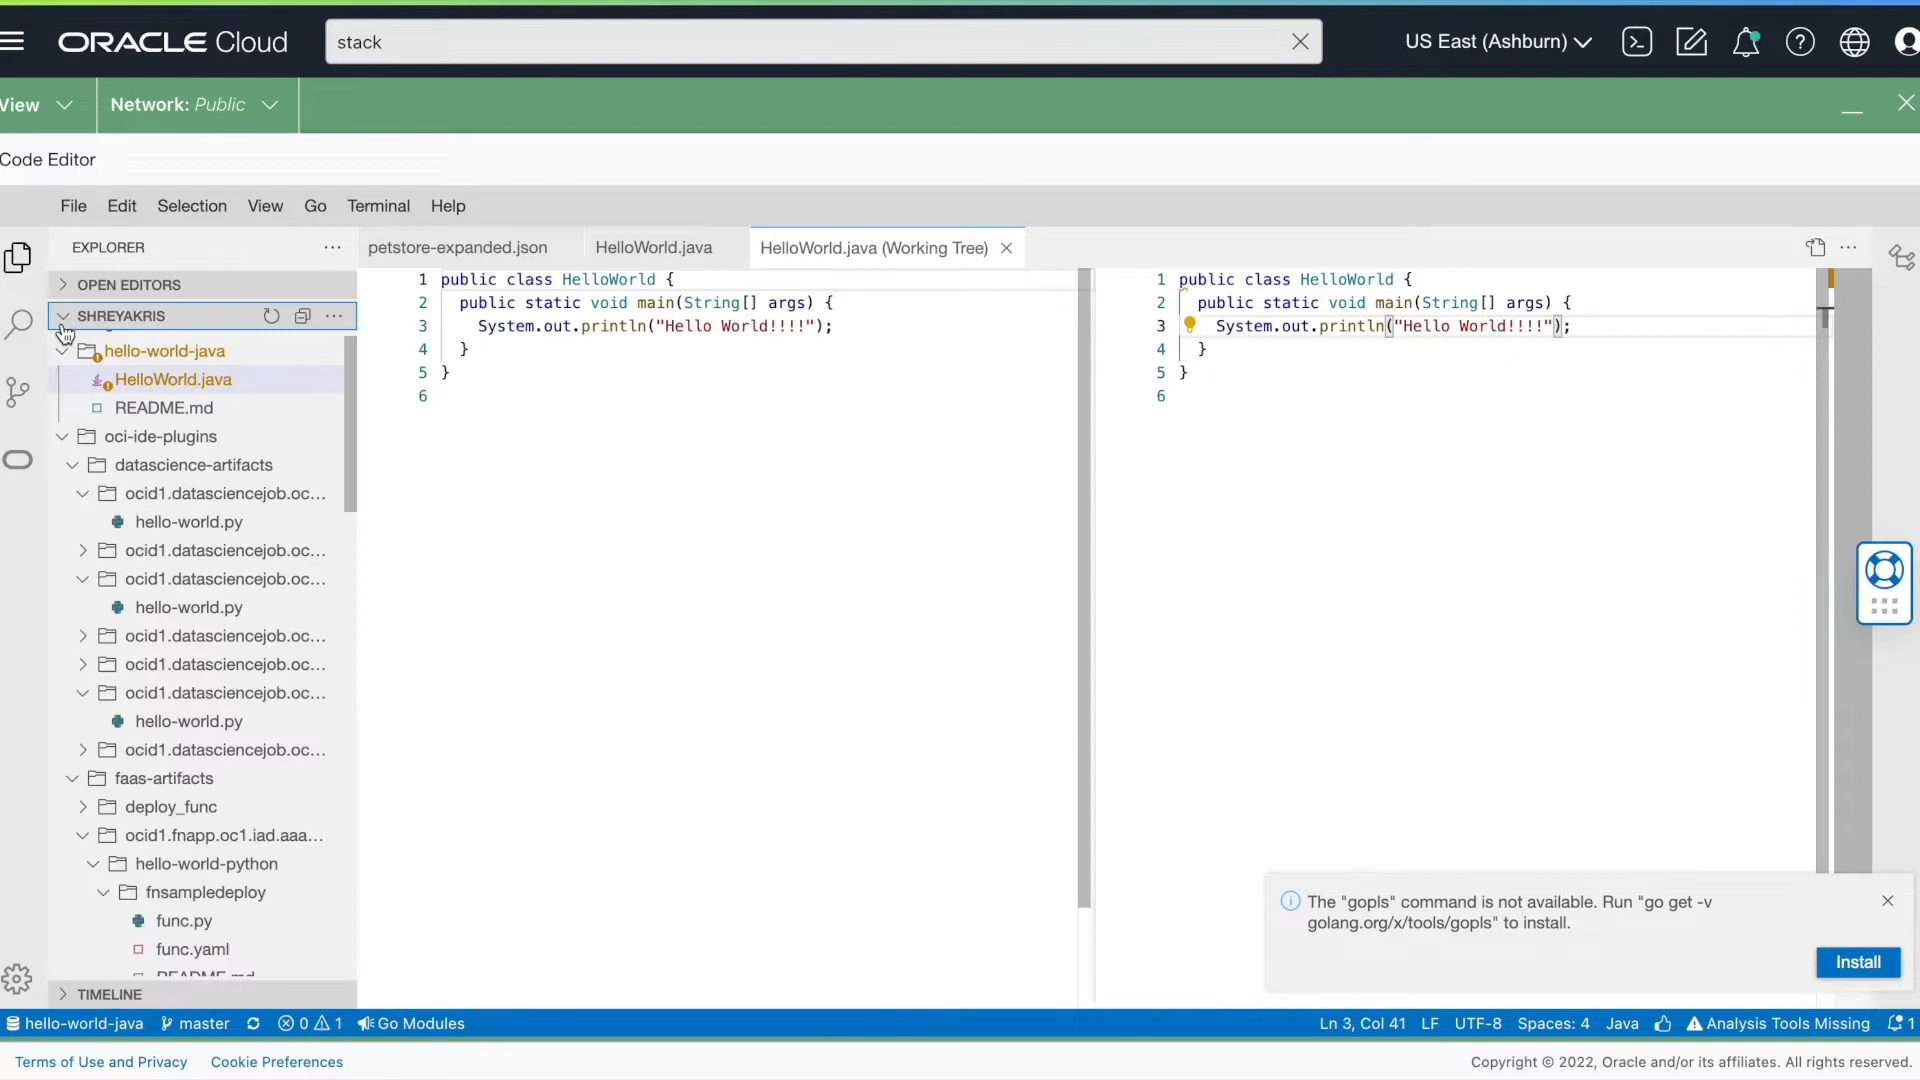 ORACLE Cloud
stack
US East (Ashburn)
View
Network: Public
Code Editor
File Edit Selection View Go Terminal Help
EXPLORER
petstore-expanded.json HelloWorld.java HelloWorld.java (Working Tree)
OPEN EDITORS
SHREYAKRIS
hello-world-java
HelloWorld.java
README.md
oci-ide-plugins
datascience-artifacts
ocid1.datasciencejob.oc...
hello-world.py
ocid1.datasciencejob.oc...
ocid1.datasciencejob.oc...
hello-world.py
ocid1.datasciencejob.oc...
ocid1.datasciencejob.oc...
ocid1.datasciencejob.oc...
hello-world.py
ocid1.datasciencejob.oc...
faas-artifacts
deploy_func
ocid1.fnapp.oc1.iad.aaa...
hello-world-python
fnsampledeploy
func.py
func.yaml
README.md
TIMELINE
1 public class HelloWorld {
2 public static void main(String[] args) {
3 System.out.println("Hello World!!!!");
4 }
5 }
6
1 public class HelloWorld {
2 public static void main(String[] args) {
3 System.out.println("Hello World!!!!");
4 }
5 }
6
The "gopls" command is not available. Run "go get -v
golang.org/x/tools/gopls" to install.
Install
hello-world-java master 0 1 Go Modules
Ln 3, Col 41 LF UTF-8 Spaces: 4 Java Analysis Tools Missing 1
Terms of Use and Privacy Cookie Preferences
Copyright © 2022, Oracle and/or its affiliates. All rights reserved.